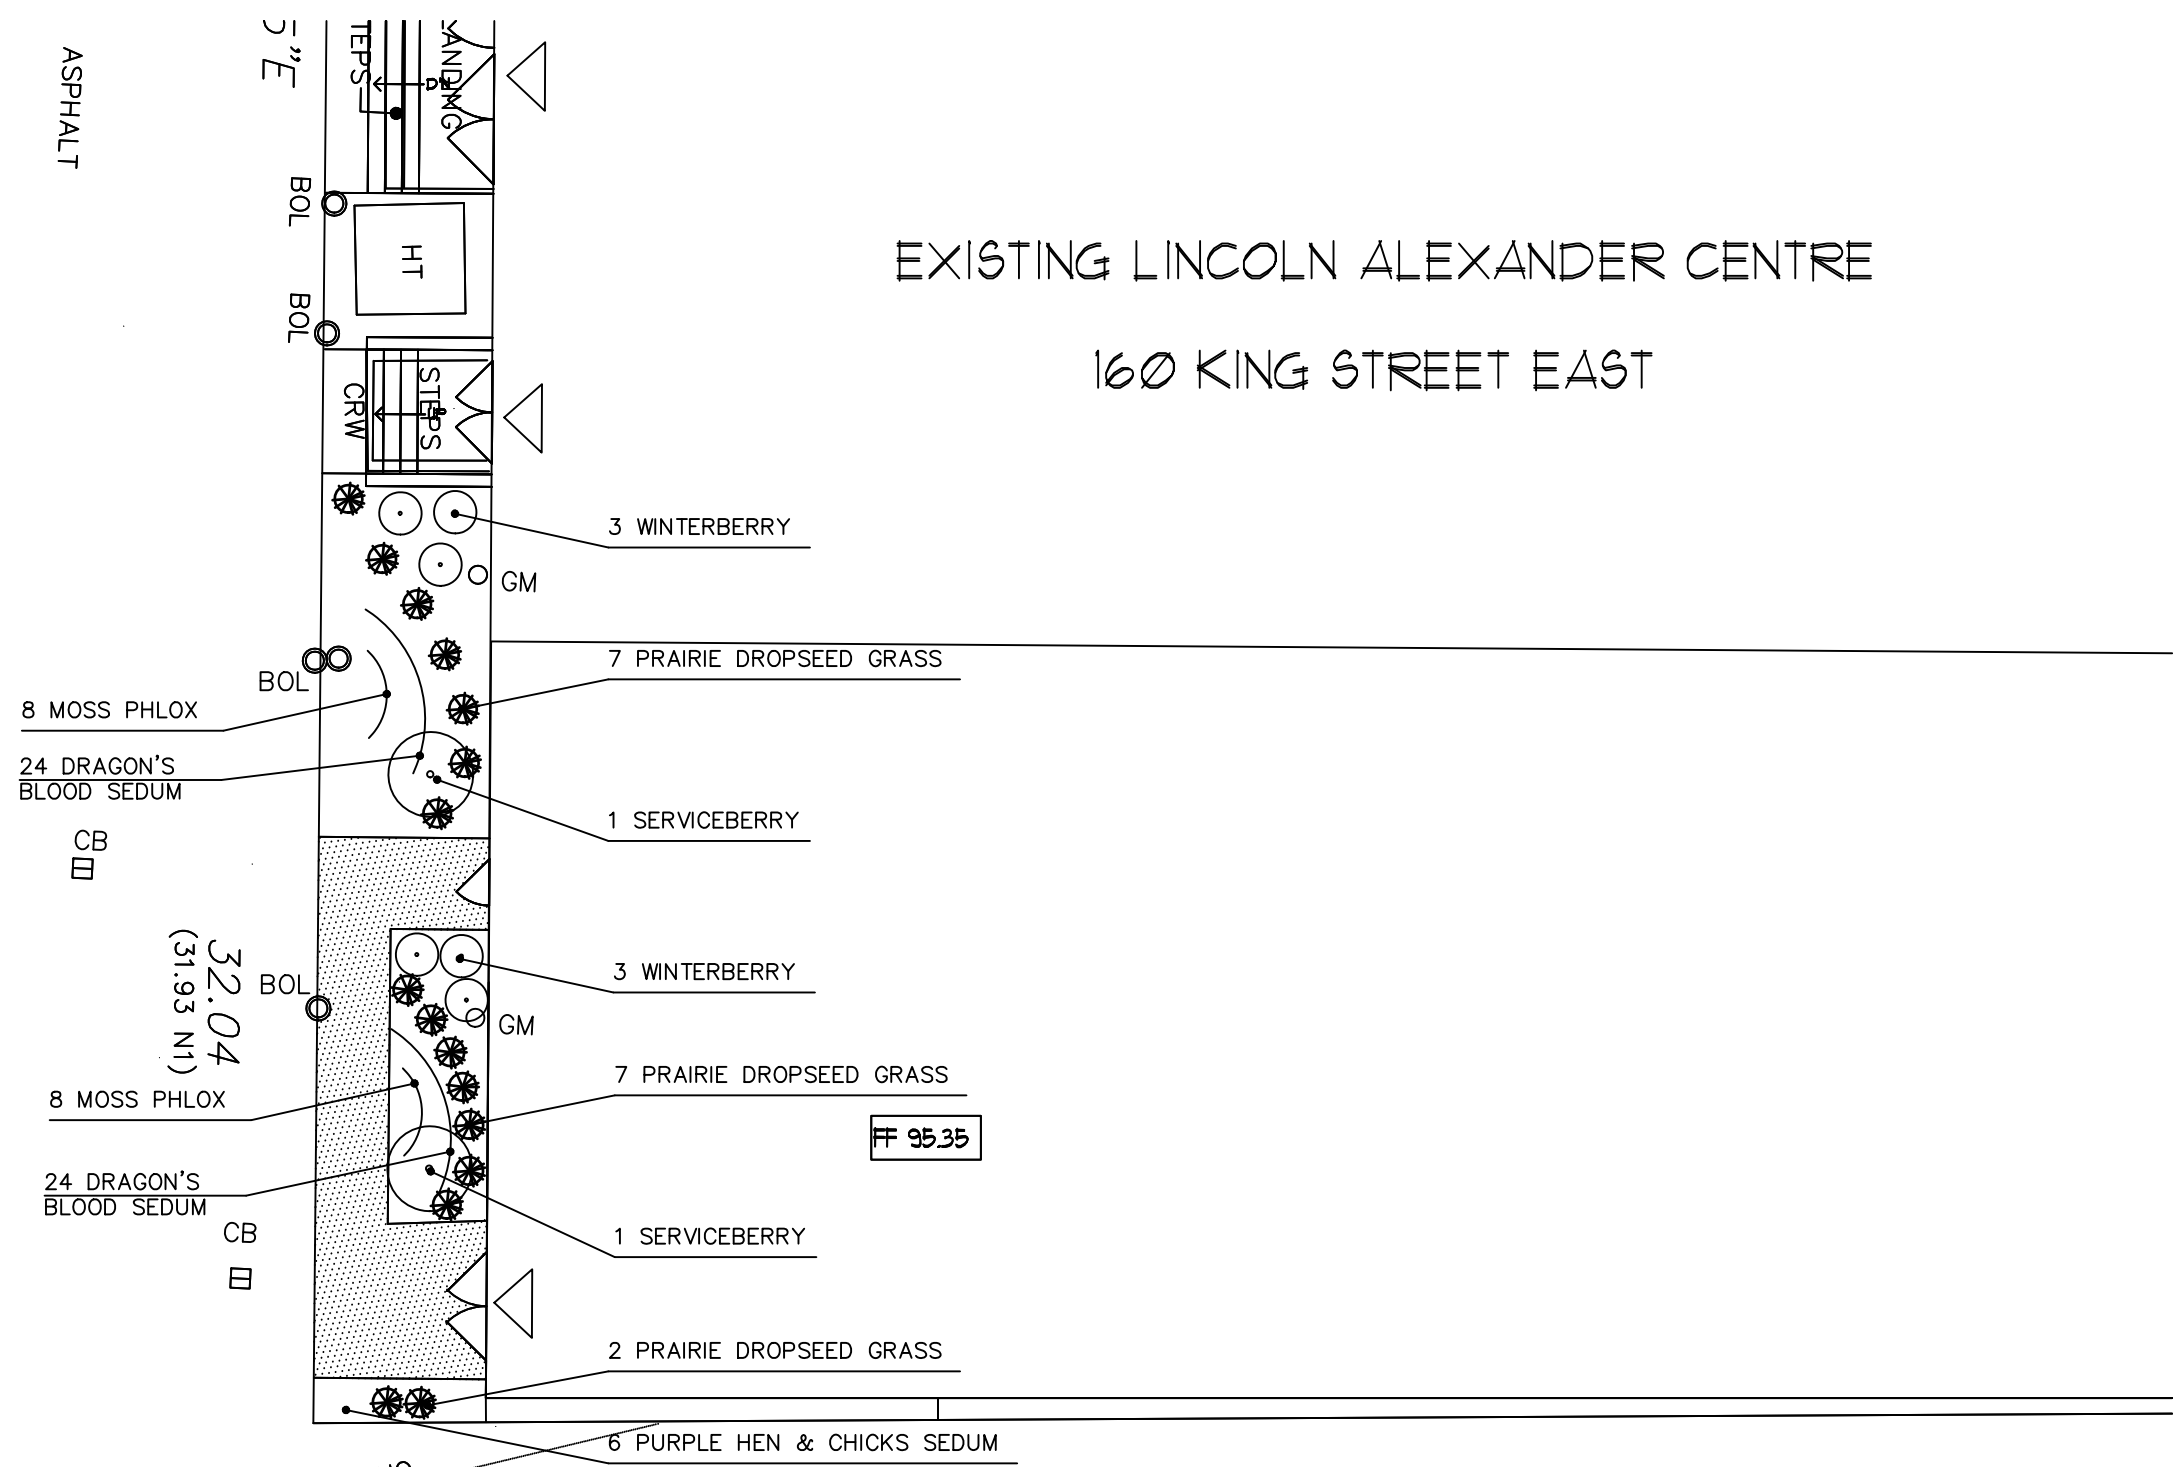 ASPHALT
5"E
BOL
HT
BOL
CRW
STEPS
EXISTING LINCOLN ALEXANDER CENTRE
160 KING STREET EAST
3 WINTERBERRY
GM
7 PRAIRIE DROPSEED GRASS
BOL
8 MOSS PHLOX
24 DRAGON'S
BLOOD SEDUM
1 SERVICEBERRY
CB
32.04
(31.93 N1)
BOL
3 WINTERBERRY
GM
7 PRAIRIE DROPSEED GRASS
8 MOSS PHLOX
FF 95.35
24 DRAGON'S
BLOOD SEDUM
CB
1 SERVICEBERRY
2 PRAIRIE DROPSEED GRASS
6 PURPLE HEN & CHICKS SEDUM